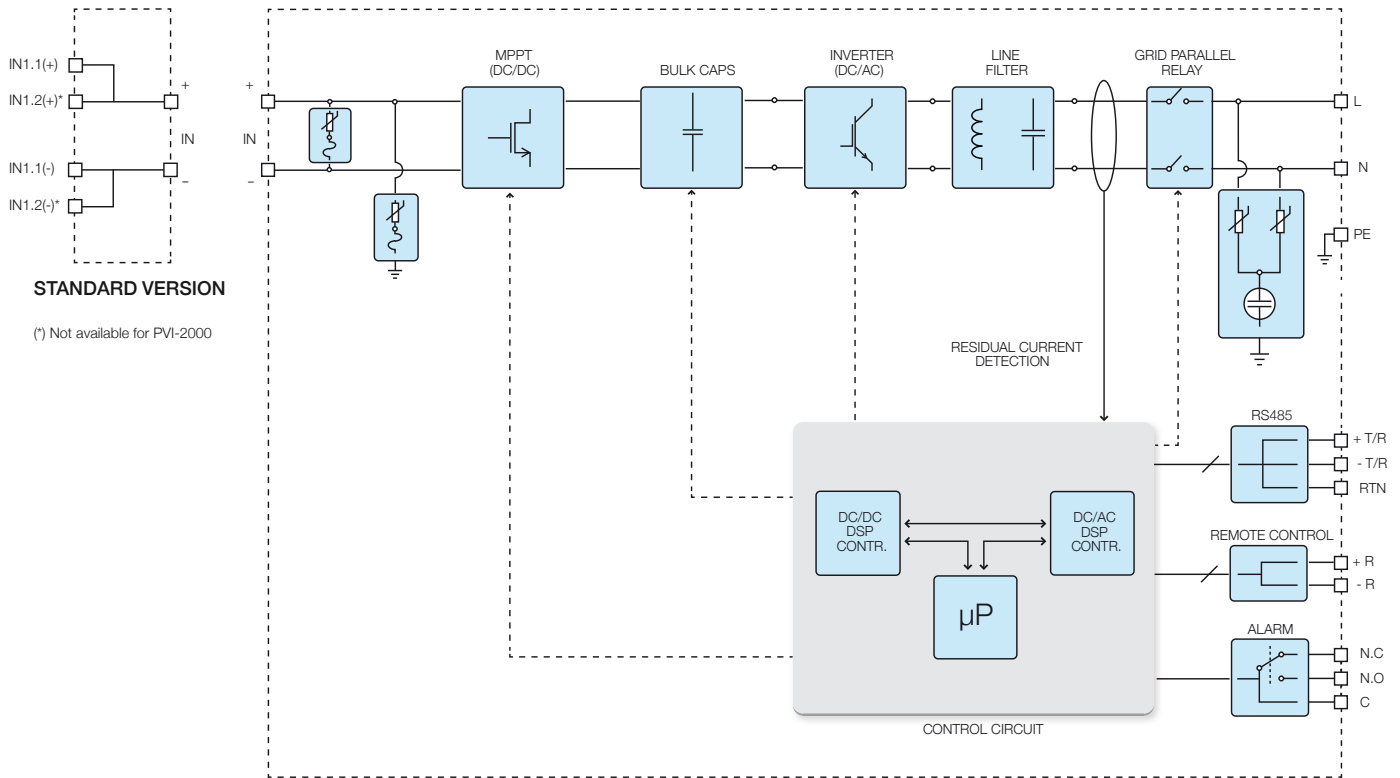 MPPT
(DC/DC)
BULK CAPS
INVERTER
(DC/AC)
LINE
FILTER
GRID PARALLEL
RELAY
IN1.1(+)
IN1.2(+)*
IN1.1(-)
IN1.2(-)*
+
IN
–
+
IN
–
L
N
PE
STANDARD VERSION
(*) Not available for PVI-2000
RESIDUAL CURRENT
DETECTION
RS485
+ T/R
- T/R
RTN
DC/DC
DSP
CONTR.
DC/AC
DSP
CONTR.
µP
REMOTE CONTROL
+ R
- R
ALARM
N.C
N.O
C
CONTROL CIRCUIT